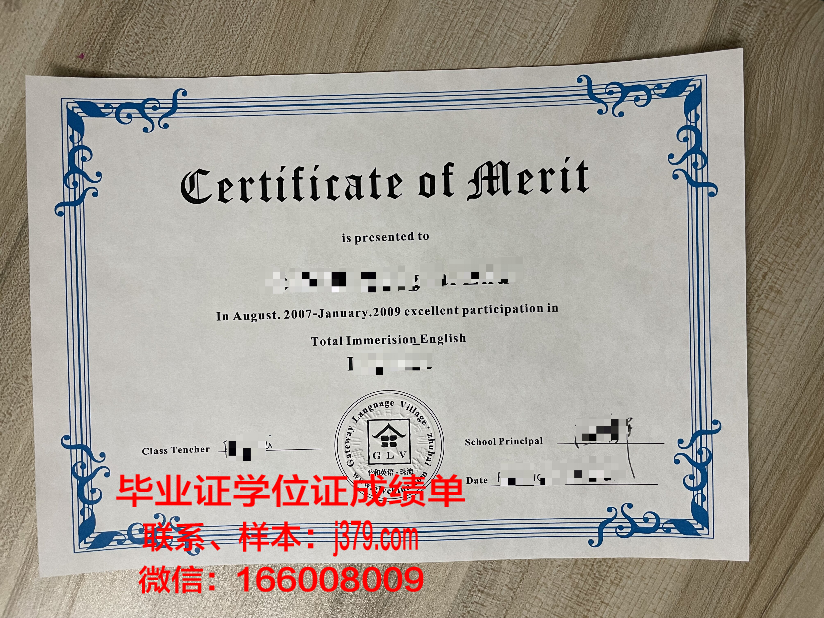 Certificate of Merit
is presented to
In August. 2007-January.2009 excellent participation in
Total Immerision English
Gateway Language Village. zhuhai
GLV
Class Tencher
School Principal
Date
毕业证学位证成绩单
联系、样本：j379.com
微信：166008009